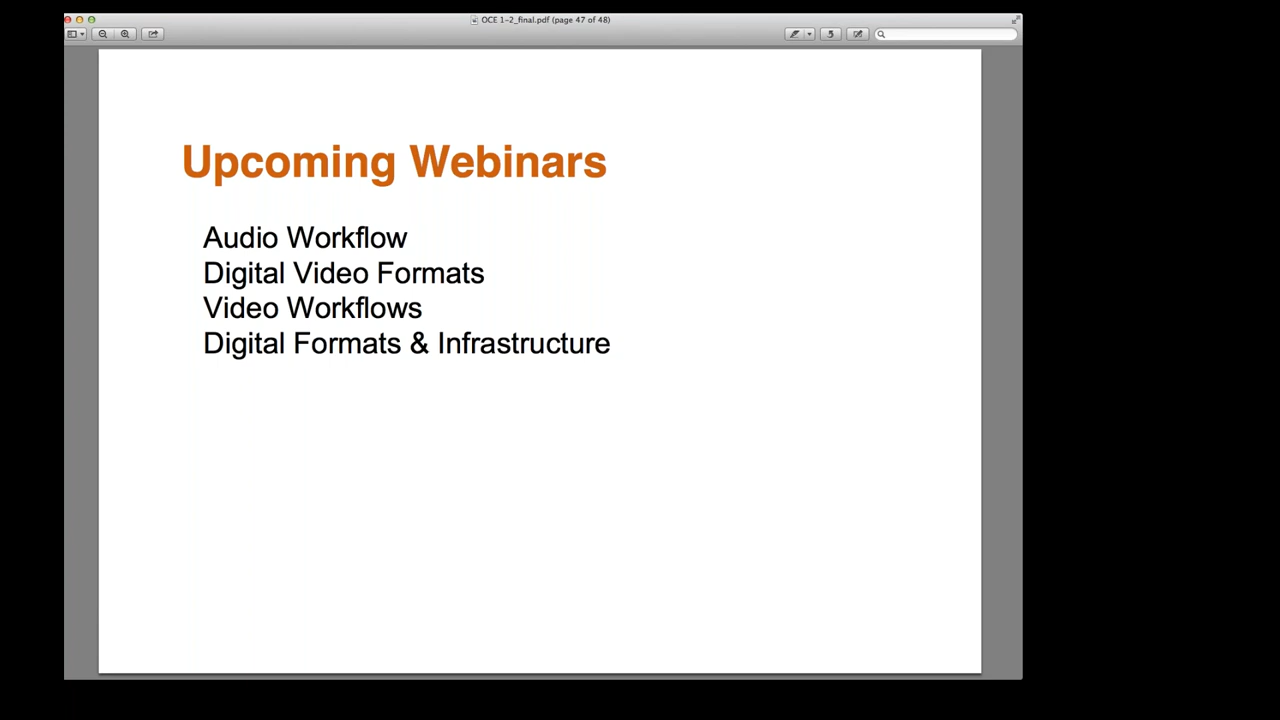 OCE 1-2_final.pdf (page 47 of 48)
Upcoming Webinars
Audio Workflow
Digital Video Formats
Video Workflows
Digital Formats & Infrastructure